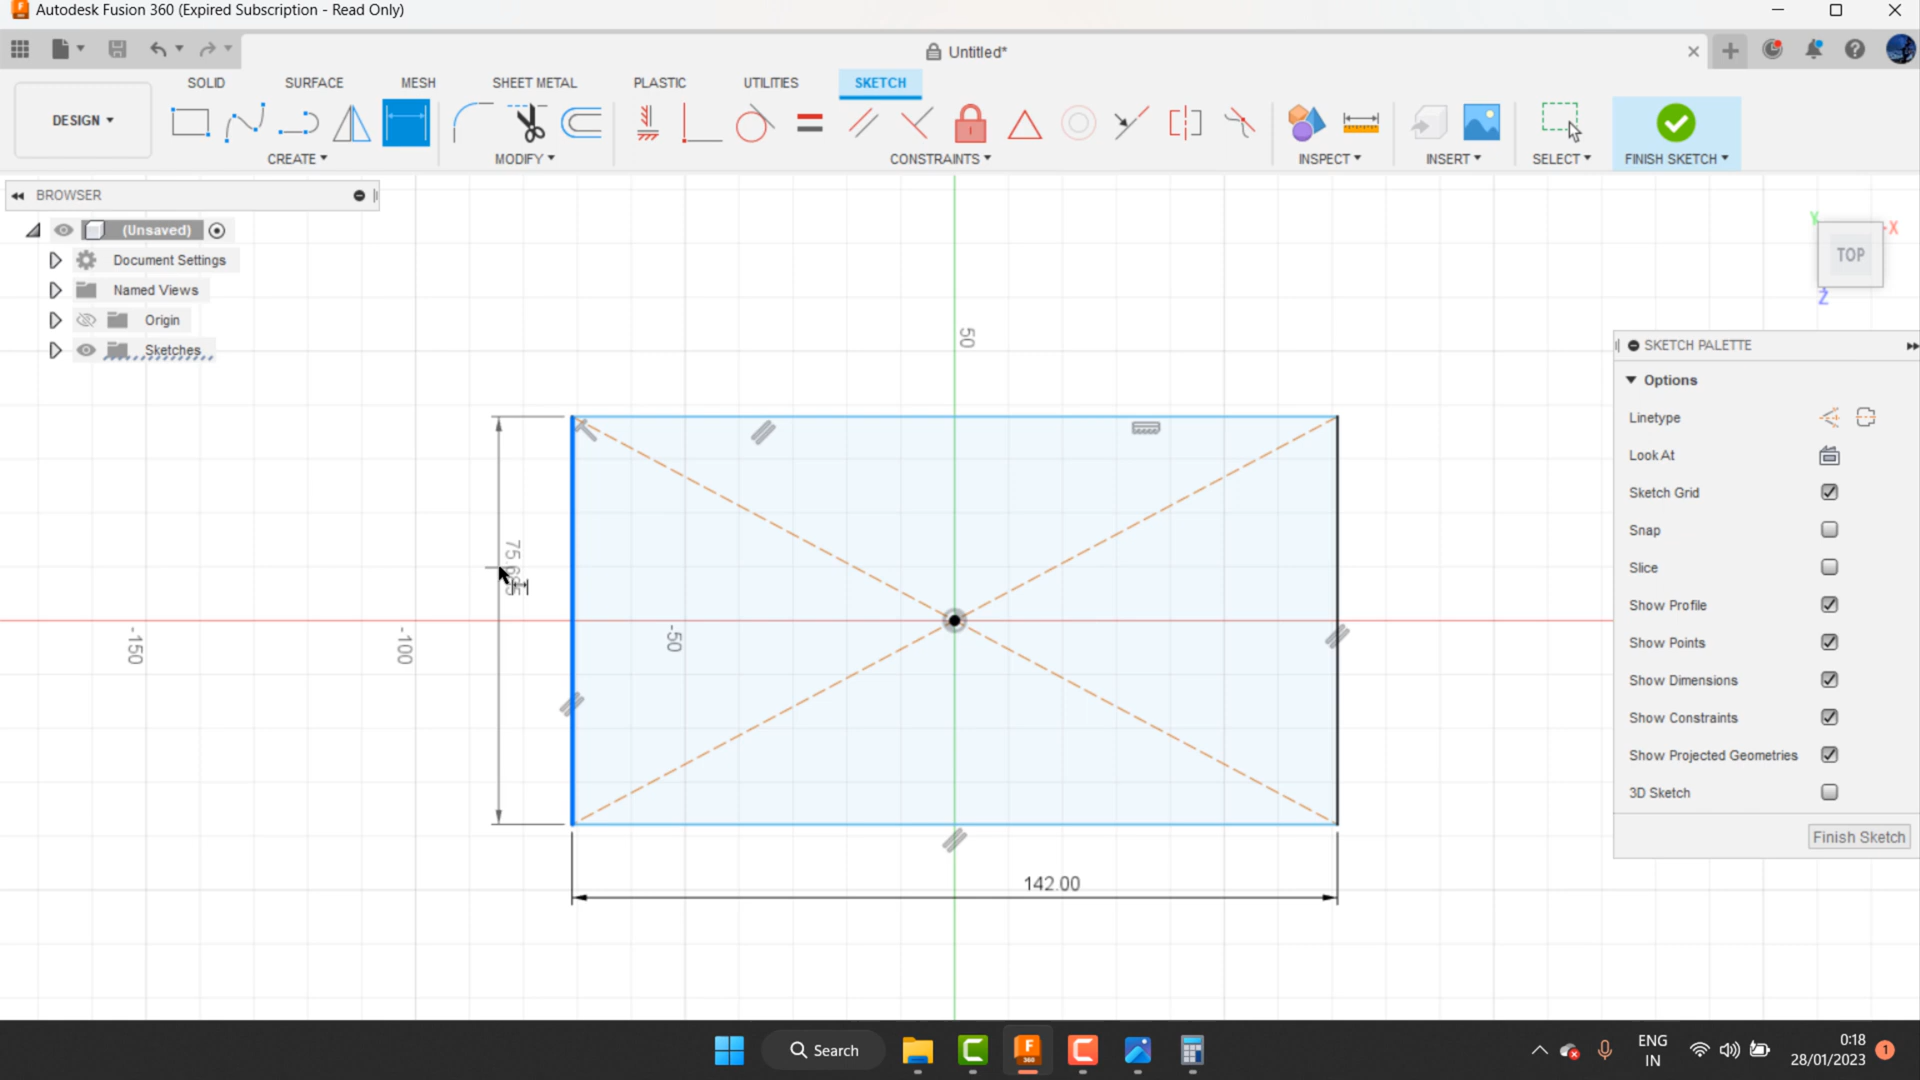 Autodesk Fusion 360 (Expired Subscription - Read Only)
Untitled*
SOLID SURFACE MESH SHEET METAL PLASTIC UTILITIES SKETCH
DESIGN
CREATE MODIFY CONSTRAINTS INSPECT INSERT SELECT FINISH SKETCH
BROWSER
(Unsaved)
Document Settings
Named Views
Origin
Sketches
Y
X
TOP
Z
50
-150
-100
-50
142.00
SKETCH PALETTE
Options
Linetype
Look At
Sketch Grid
Snap
Slice
Show Profile
Show Points
Show Dimensions
Show Constraints
Show Projected Geometries
3D Sketch
Finish Sketch
F
360
Search
ENG
IN
0:18
28/01/2023
1